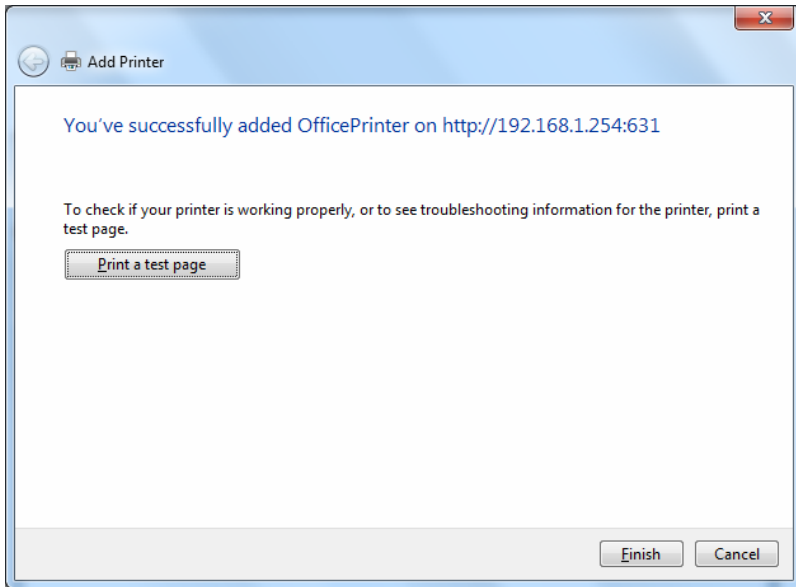 Add Printer
You've successfully added OfficePrinter on http://192.168.1.254:631
To check if your printer is working properly, or to see troubleshooting information for the printer, print a
test page.
Print a test page
Finish Cancel